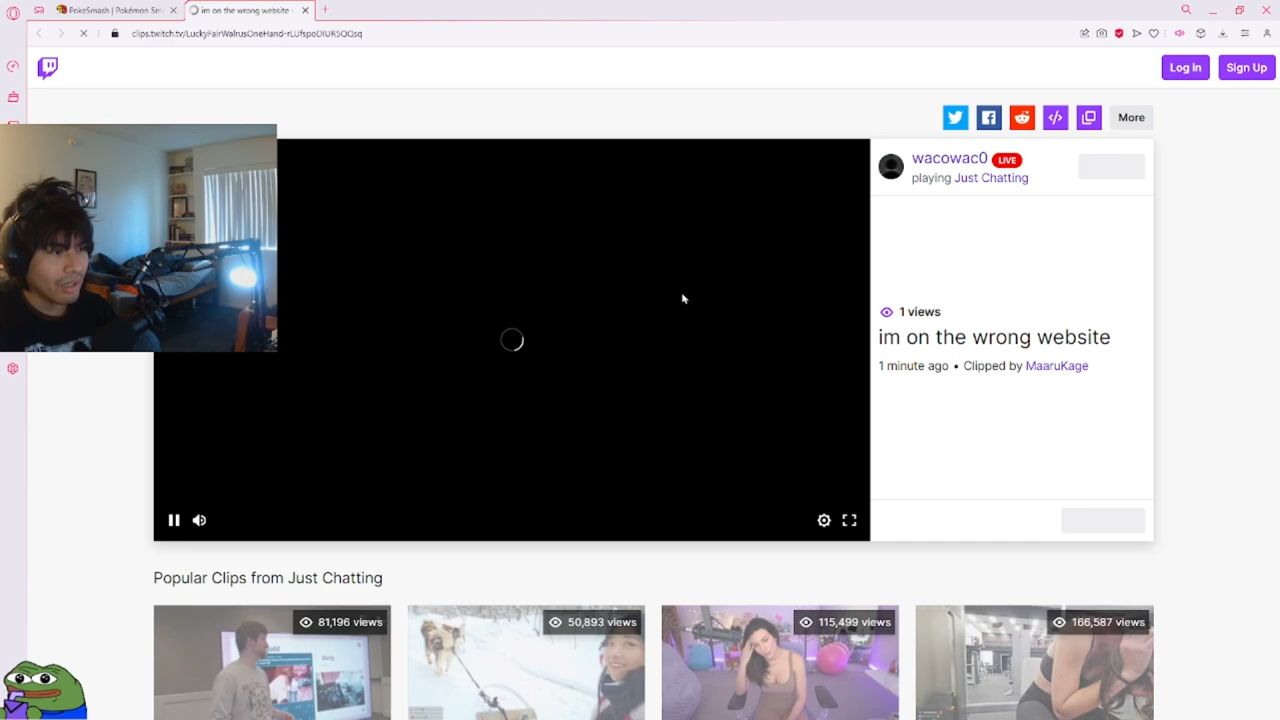 PokeSmash | Pokémon Sm
im on the wrong website
clips.twitch.tv/LuckyFairWalrusOneHand-rLUfspoDIUR5QQsq
Log In
Sign Up
More
wacowac0 LIVE
playing Just Chatting
1 views
im on the wrong website
1 minute ago • Clipped by MaaruKage
Popular Clips from Just Chatting
81,196 views
50,893 views
115,499 views
166,587 views